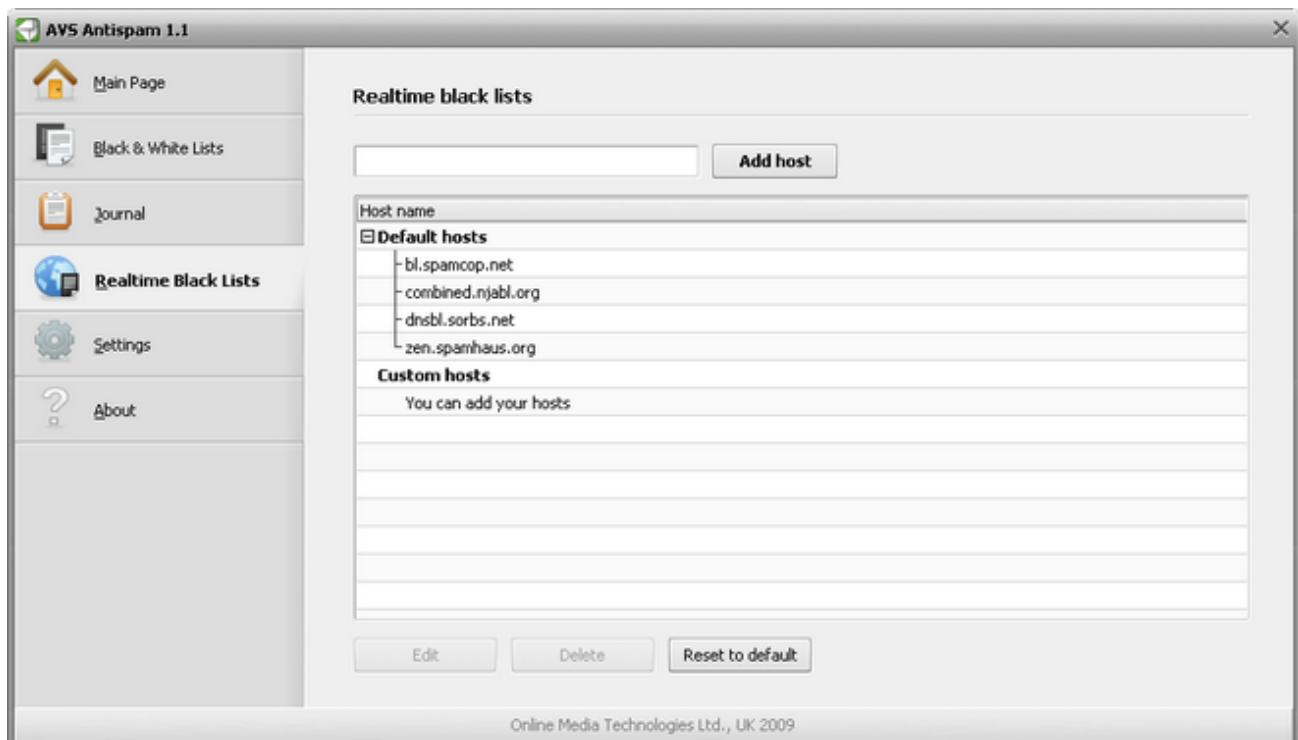 AVS Antispam 1.1
Main Page
Black & White Lists
Journal
Realtime Black Lists
Settings
About
Realtime black lists
Add host
Host name
Default hosts
bl.spamcop.net
combined.njabl.org
dnsbl.sorbs.net
zen.spamhaus.org
Custom hosts
You can add your hosts
Edit
Delete
Reset to default
Online Media Technologies Ltd., UK 2009